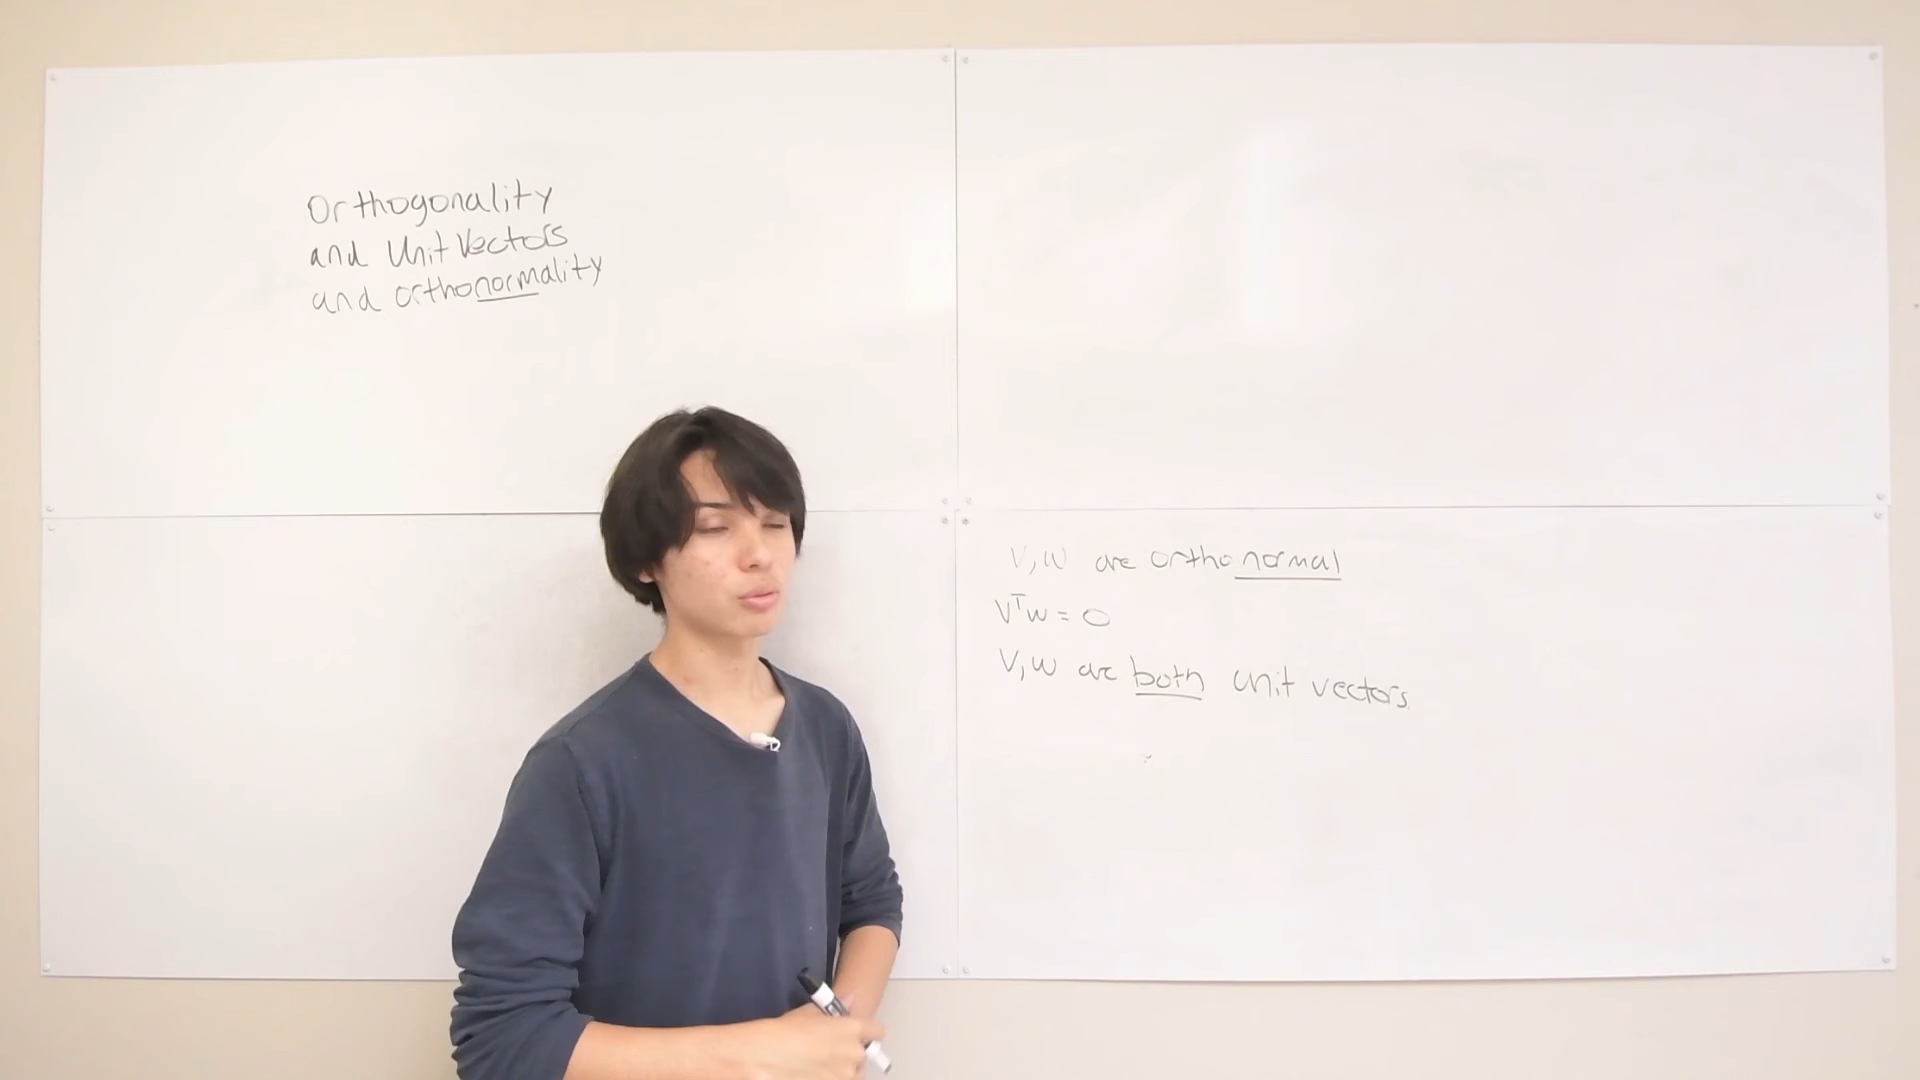 Orthogonality
and Unit Vectors
and orthonormality
V, W are orthonormal
VᵀW = 0
V, W are both unit vectors